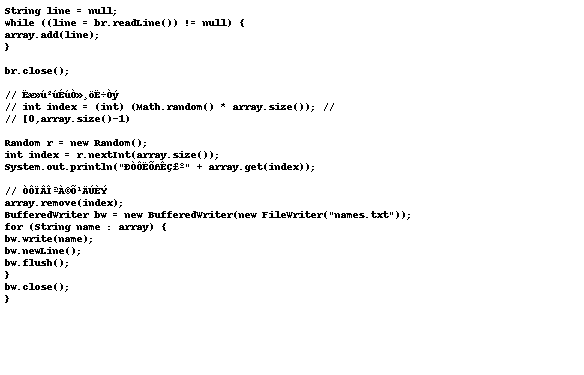 String line = null;
while ((line = br.readLine()) != null) {
array.add(line);
}
br.close();
// Ëæ»ú²úÉúÒ»¸öË÷Òý
// int index = (int) (Math.random() * array.size()); //
// [0,array.size()-1)
Random r = new Random();
int index = r.nextInt(array.size());
System.out.println("ÐÒÔËÕßÊÇ£º" + array.get(index));
// ÒÔÏÂÎªÀ©Õ¹ÄÚÈÝ
array.remove(index);
BufferedWriter bw = new BufferedWriter(new FileWriter("names.txt"));
for (String name : array) {
bw.write(name);
bw.newLine();
bw.flush();
}
bw.close();
}